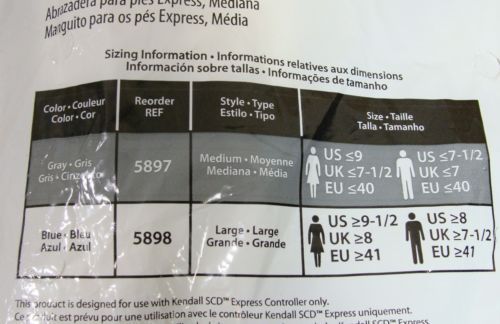 Abrazadera para pies Express, Mediana
Manguito para os pés Express, Média
Sizing Information • Informations relatives aux dimensions
Información sobre tallas • Informações de tamanho
Color • Couleur
Color • Cor
Reorder
REF
Style • Type
Estilo • Tipo
Size • Taille
Talla • Tamanho
Gray • Gris
Gris • Cinzento
5897
Medium • Moyenne
Mediana • Média
US ≤9
UK ≤7-1/2
EU ≤40
US ≤7-1/2
UK ≤7
EU ≤40
Blue • Bleu
Azul • Azul
5898
Large • Large
Grande • Grande
US ≥9-1/2
UK ≥8
EU ≥41
US ≥8
UK ≥7-1/2
EU ≥41
This product is designed for use with Kendall SCD™ Express Controller only.
Ce produit est prévu pour une utilisation avec le contrôleur Kendall SCD™ Express uniquement.